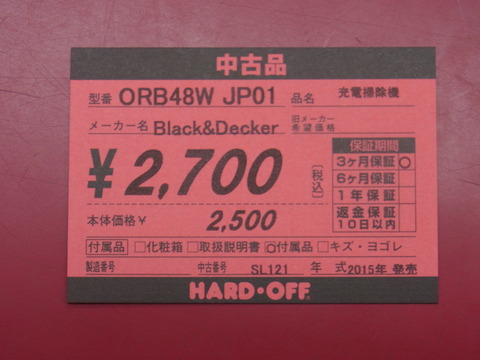 中古品
型番 ORB48W JP01 品名 充電掃除機
メーカー名 Black&Decker 旧メーカー希望価格
¥2,700 〔税込〕
本体価格¥ 2,500
保証期間
3ヶ月保証 ○
6ヶ月保証
1年保証
返金保証
10日以内
付属品 □化粧箱 □取扱説明書 □付属品 □キズ・ヨゴレ
製造番号 中古番号 SL121 年 式 2015年 発売
HARD・OFF